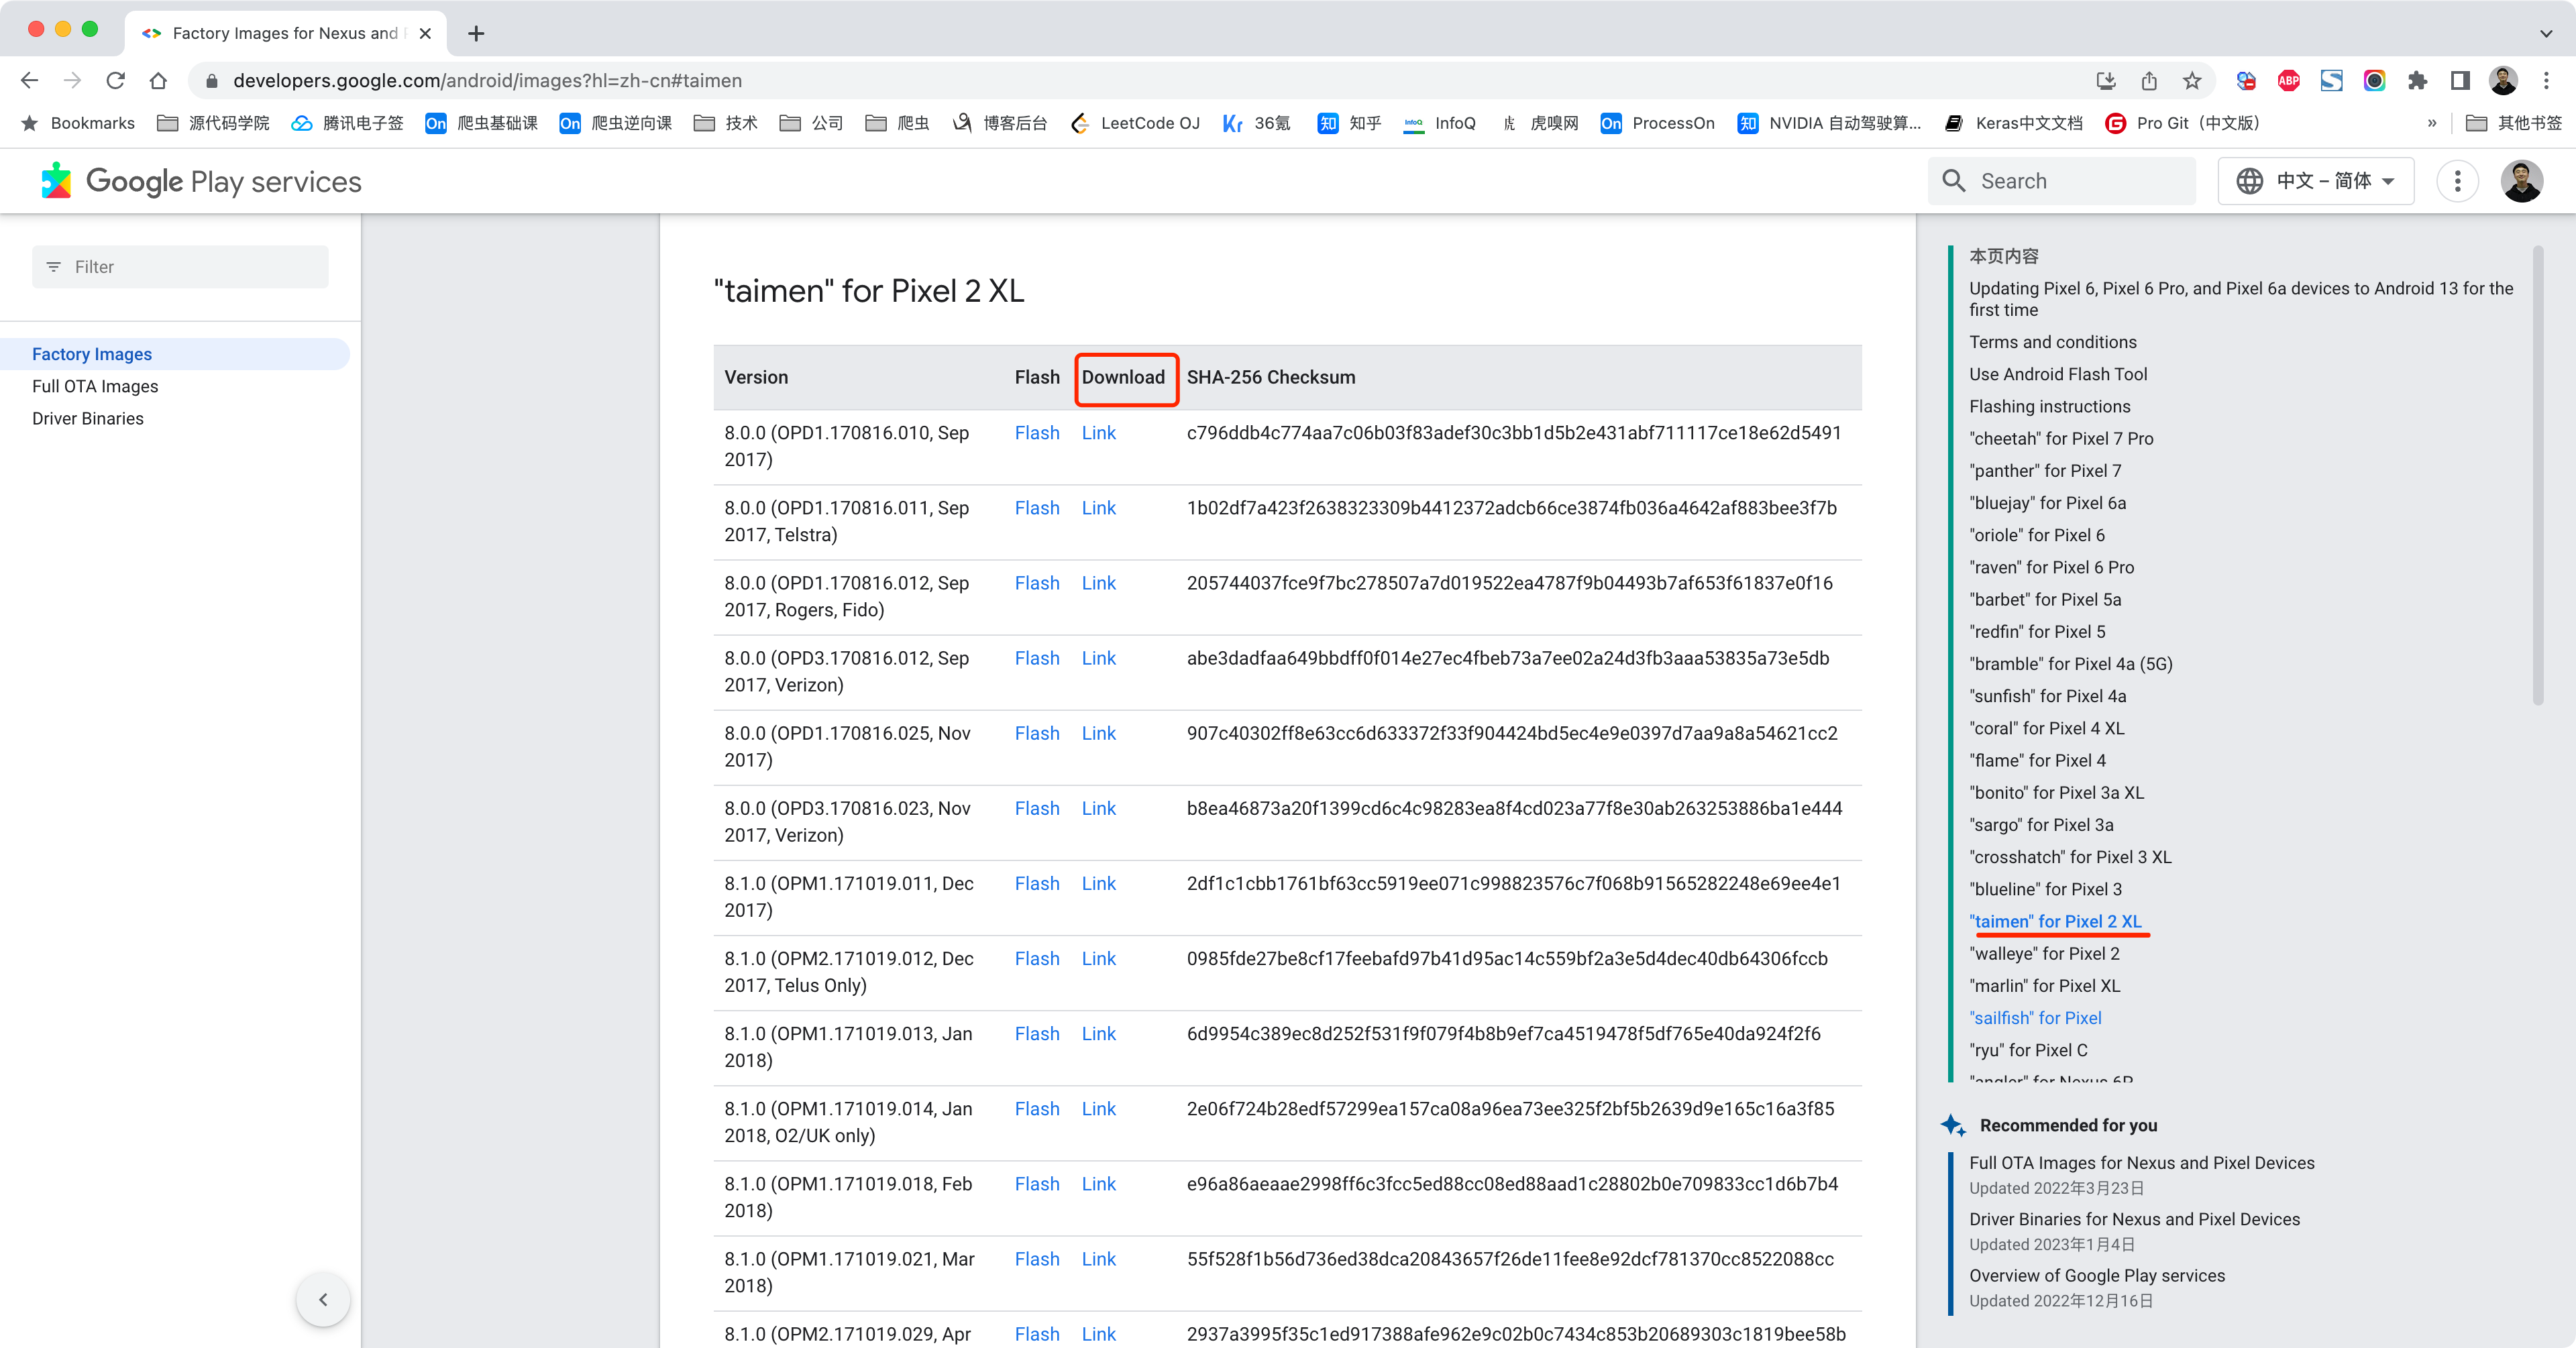 Factory Images for Nexus and
developers.google.com/android/images?hl=zh-cn#taimen
ABP
Bookmarks
源代码学院
腾讯电子签
On 爬虫基础课
On 爬虫逆向课
技术
公司
爬虫
博客后台
LeetCode OJ
36氪
知 知乎
InfoQ InfoQ
虎 虎嗅网
On ProcessOn
知 NVIDIA 自动驾驶算...
Keras中文文档
Pro Git（中文版）
»
其他书签
Google Play services
Search
中文 – 简体
Filter
Factory Images
Full OTA Images
Driver Binaries
"taimen" for Pixel 2 XL
Version Flash Download SHA-256 Checksum
8.0.0 (OPD1.170816.010, Sep Flash Link c796ddb4c774aa7c06b03f83adef30c3bb1d5b2e431abf711117ce18e62d5491
2017)
8.0.0 (OPD1.170816.011, Sep Flash Link 1b02df7a423f2638323309b4412372adcb66ce3874fb036a4642af883bee3f7b
2017, Telstra)
8.0.0 (OPD1.170816.012, Sep Flash Link 205744037fce9f7bc278507a7d019522ea4787f9b04493b7af653f61837e0f16
2017, Rogers, Fido)
8.0.0 (OPD3.170816.012, Sep Flash Link abe3dadfaa649bbdff0f014e27ec4fbeb73a7ee02a24d3fb3aaa53835a73e5db
2017, Verizon)
8.0.0 (OPD1.170816.025, Nov Flash Link 907c40302ff8e63cc6d633372f33f904424bd5ec4e9e0397d7aa9a8a54621cc2
2017)
8.0.0 (OPD3.170816.023, Nov Flash Link b8ea46873a20f1399cd6c4c98283ea8f4cd023a77f8e30ab263253886ba1e444
2017, Verizon)
8.1.0 (OPM1.171019.011, Dec Flash Link 2df1c1cbb1761bf63cc5919ee071c998823576c7f068b91565282248e69ee4e1
2017)
8.1.0 (OPM2.171019.012, Dec Flash Link 0985fde27be8cf17feebafd97b41d95ac14c559bf2a3e5d4dec40db64306fccb
2017, Telus Only)
8.1.0 (OPM1.171019.013, Jan Flash Link 6d9954c389ec8d252f531f9f079f4b8b9ef7ca4519478f5df765e40da924f2f6
2018)
8.1.0 (OPM1.171019.014, Jan Flash Link 2e06f724b28edf57299ea157ca08a96ea73ee325f2bf5b2639d9e165c16a3f85
2018, O2/UK only)
8.1.0 (OPM1.171019.018, Feb Flash Link e96a86aeaae2998ff6c3fcc5ed88cc08ed88aad1c28802b0e709833cc1d6b7b4
2018)
8.1.0 (OPM1.171019.021, Mar Flash Link 55f528f1b56d736ed38dca20843657f26de11fee8e92dcf781370cc8522088cc
2018)
8.1.0 (OPM2.171019.029, Apr Flash Link 2937a3995f35c1ed917388afe962e9c02b0c7434c853b20689303c1819bee58b
本页内容
Updating Pixel 6, Pixel 6 Pro, and Pixel 6a devices to Android 13 for the
first time
Terms and conditions
Use Android Flash Tool
Flashing instructions
"cheetah" for Pixel 7 Pro
"panther" for Pixel 7
"bluejay" for Pixel 6a
"oriole" for Pixel 6
"raven" for Pixel 6 Pro
"barbet" for Pixel 5a
"redfin" for Pixel 5
"bramble" for Pixel 4a (5G)
"sunfish" for Pixel 4a
"coral" for Pixel 4 XL
"flame" for Pixel 4
"bonito" for Pixel 3a XL
"sargo" for Pixel 3a
"crosshatch" for Pixel 3 XL
"blueline" for Pixel 3
"taimen" for Pixel 2 XL
"walleye" for Pixel 2
"marlin" for Pixel XL
"sailfish" for Pixel
"ryu" for Pixel C
"angler" for Nexus 6P
Recommended for you
Full OTA Images for Nexus and Pixel Devices
Updated 2022年3月23日
Driver Binaries for Nexus and Pixel Devices
Updated 2023年1月4日
Overview of Google Play services
Updated 2022年12月16日